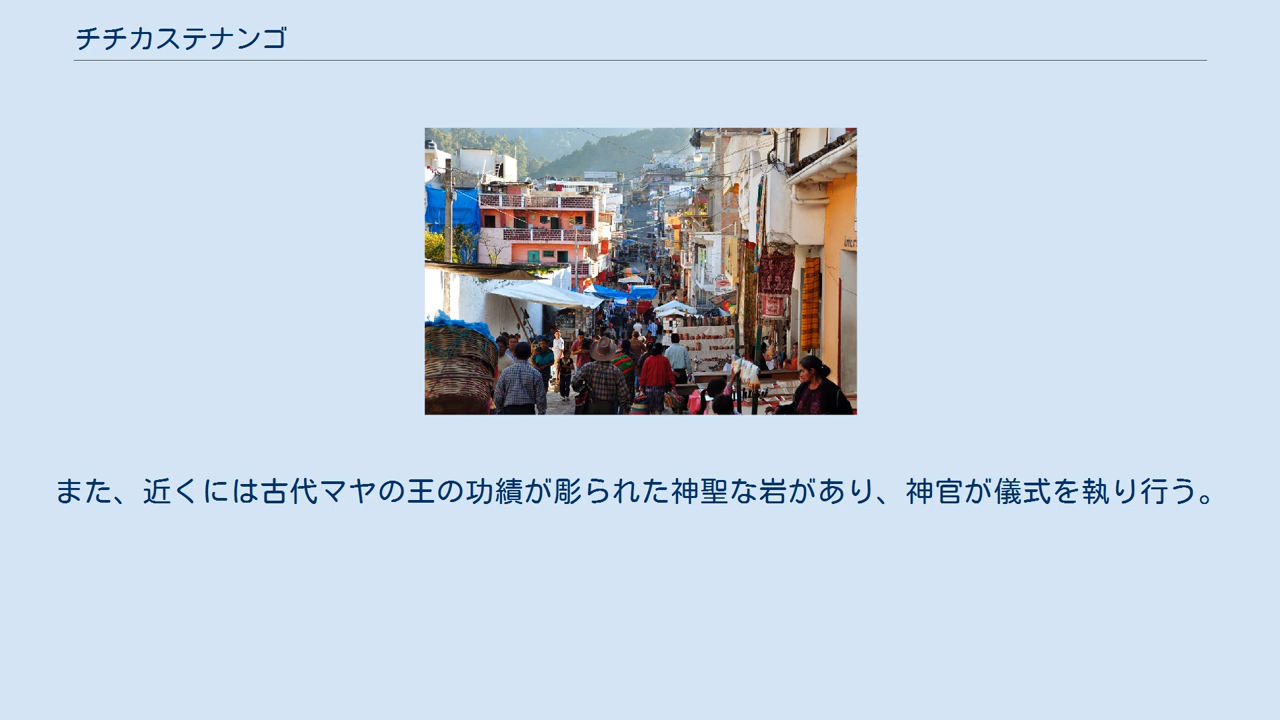 チチカステナンゴ
また、近くには古代マヤの王の功績が彫られた神聖な岩があり、神官が儀式を執り行う。